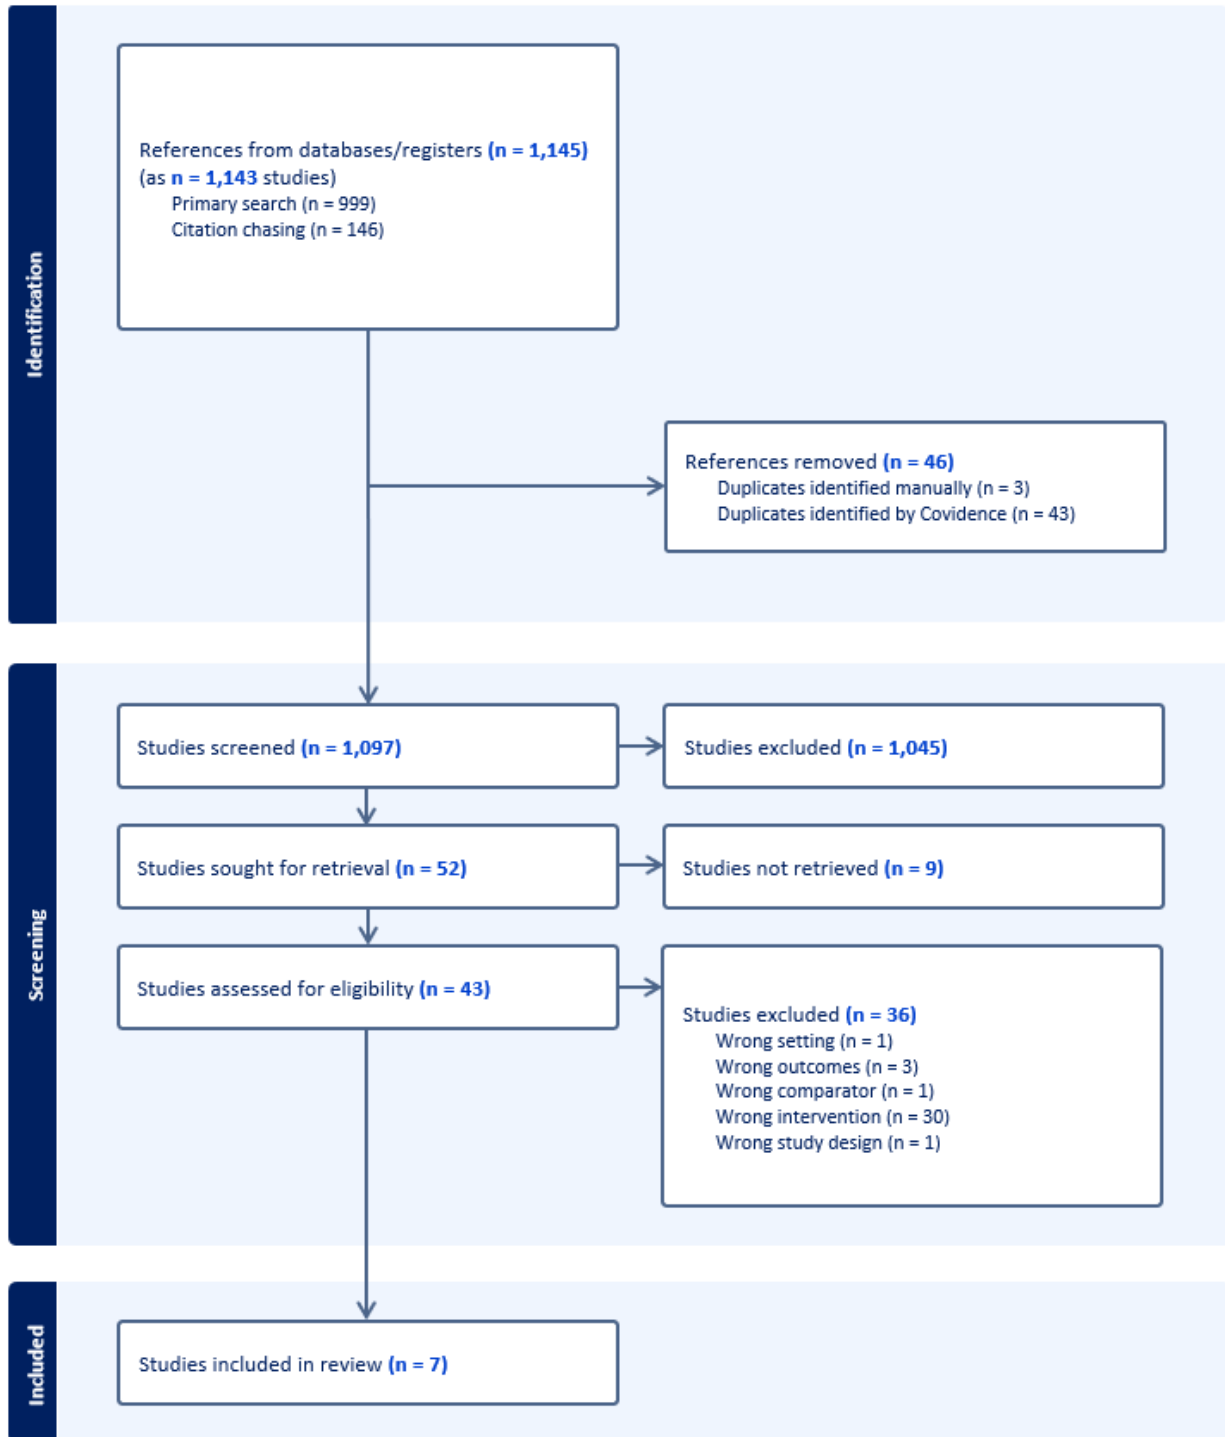 Identification
References from databases/registers (n = 1,145)
(as n = 1,143 studies)
Primary search (n = 999)
Citation chasing (n = 146)
References removed (n = 46)
Duplicates identified manually (n = 3)
Duplicates identified by Covidence (n = 43)
Screening
Studies screened (n = 1,097)
Studies excluded (n = 1,045)
Studies sought for retrieval (n = 52)
Studies not retrieved (n = 9)
Studies assessed for eligibility (n = 43)
Studies excluded (n = 36)
Wrong setting (n = 1)
Wrong outcomes (n = 3)
Wrong comparator (n = 1)
Wrong intervention (n = 30)
Wrong study design (n = 1)
Included
Studies included in review (n = 7)